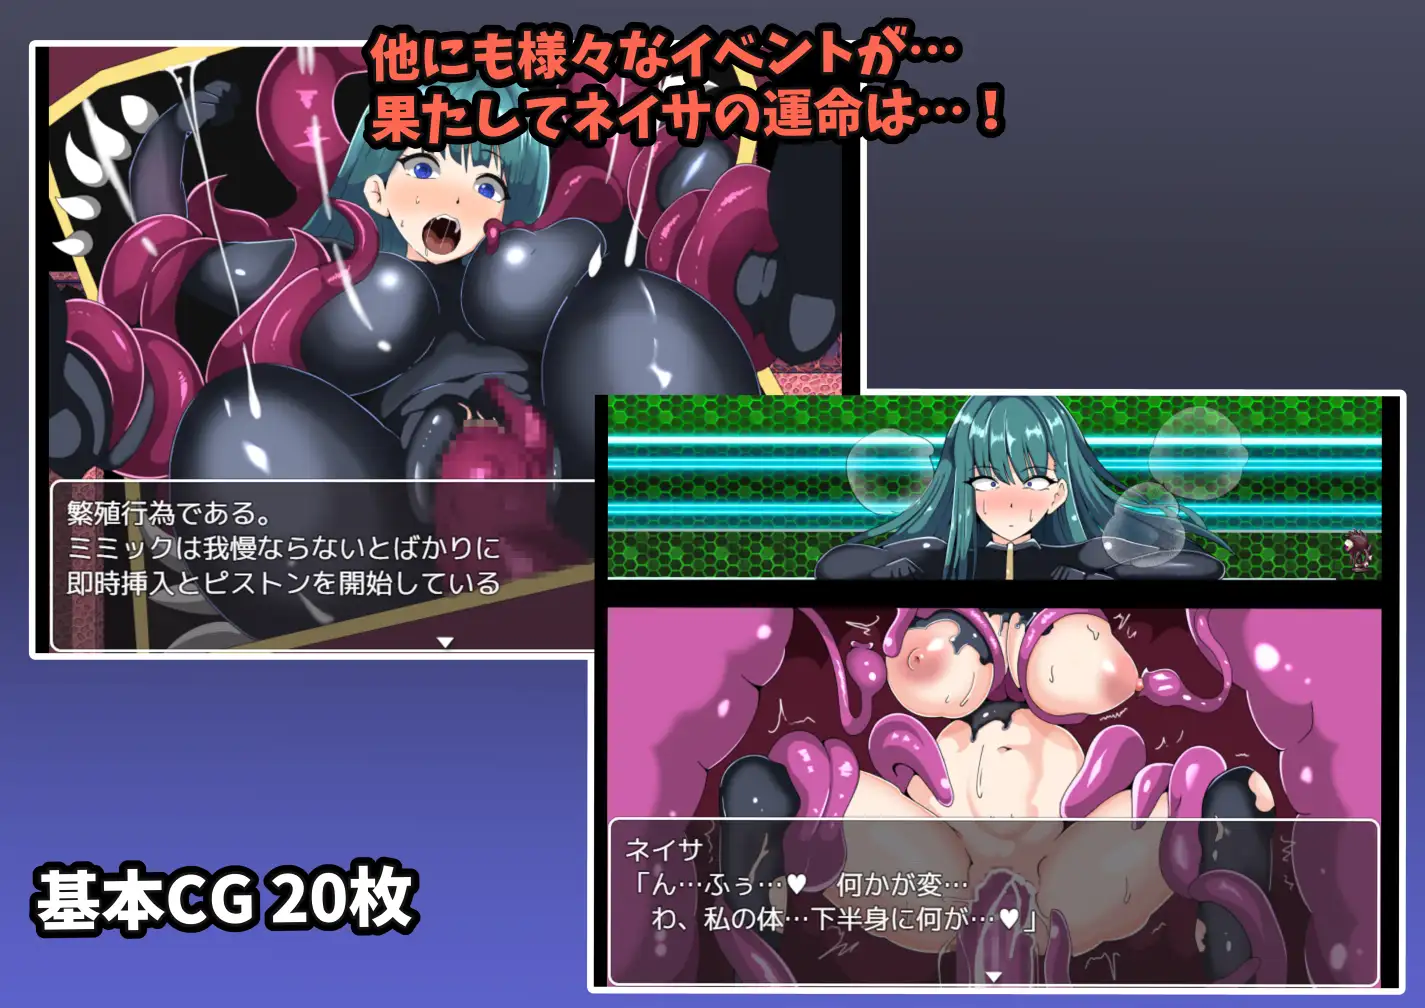 他にも様々なイベントが…
果たしてネイサの運命は…！
繁殖行為である。
ミミックは我慢ならないとばかりに
即時挿入とピストンを開始している
ネイサ
「ん…ふぅ…♥　何かが変…
わ、私の体…下半身に何が…♥」
基本CG 20枚